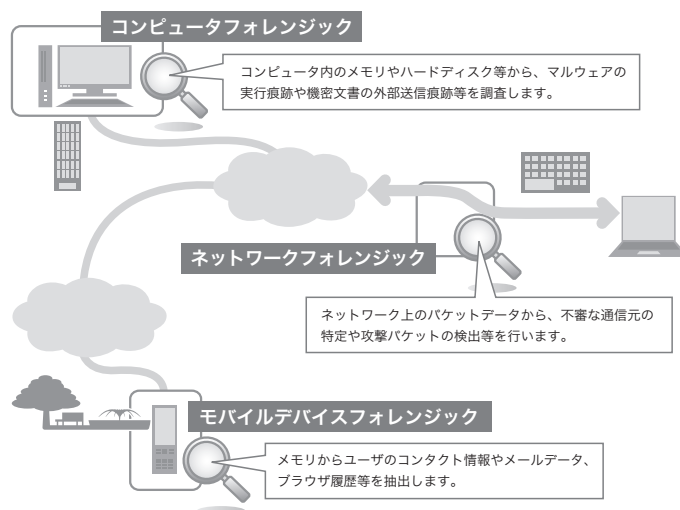 コンピュータフォレンジック
コンピュータ内のメモリやハードディスク等から、マルウェアの
実行痕跡や機密文書の外部送信痕跡等を調査します。
ネットワークフォレンジック
ネットワーク上のパケットデータから、不審な通信元の
特定や攻撃パケットの検出等を行います。
モバイルデバイスフォレンジック
メモリからユーザのコンタクト情報やメールデータ、
ブラウザ履歴等を抽出します。